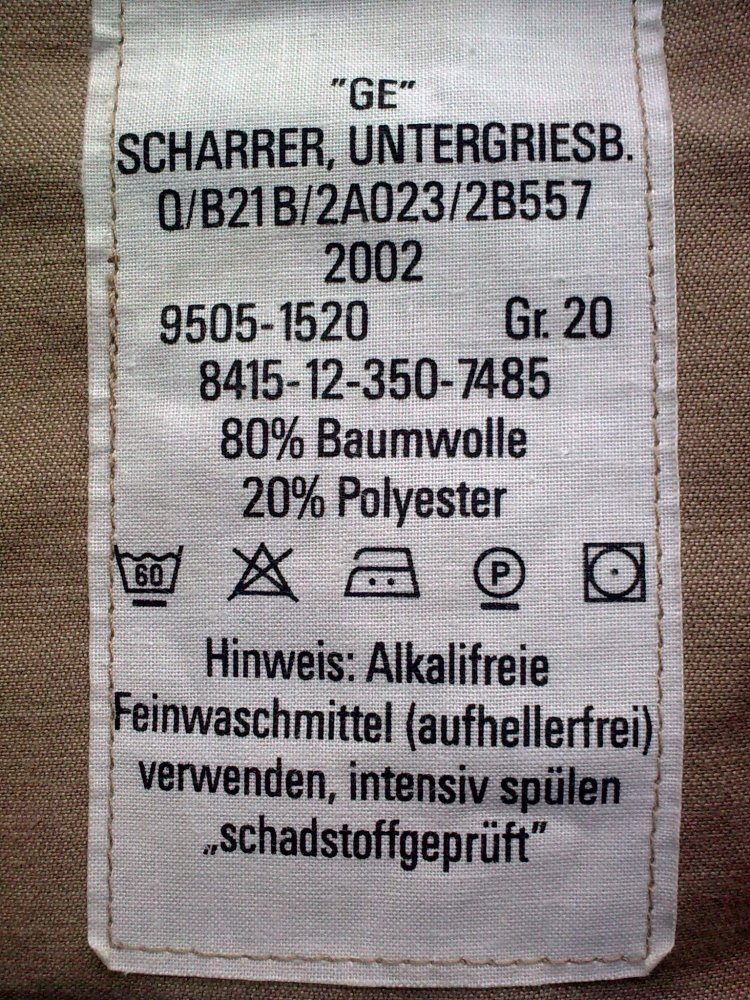 "GE"
SCHARRER, UNTERGRIESB.
Q/B21B/2A023/2B557
2002
9505-1520 Gr. 20
8415-12-350-7485
80% Baumwolle
20% Polyester
60 P
Hinweis: Alkalifreie
Feinwaschmittel (aufhellerfrei)
verwenden, intensiv spülen
„schadstoffgeprüft"